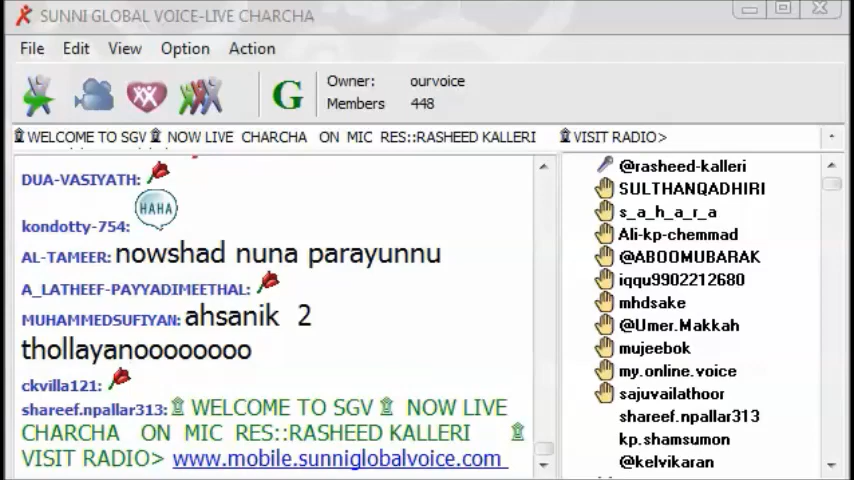 SUNNI GLOBAL VOICE-LIVE CHARCHA
File Edit View Option Action
G
Owner: ourvoice
Members 448
۩WELCOME TO SGV۩ NOW LIVE CHARCHA ON MIC RES::RASHEED KALLERI ۩VISIT RADIO>
DUA-VASIYATH:
HAHA
kondotty-754:
AL-TAMEER: nowshad nuna parayunnu
A_LATHEEF-PAYYADIMEETHAL:
MUHAMMEDSUFIYAN: ahsanik 2
thollayanoooooooo
ckvilla121:
shareef.npallar313: ۩WELCOME TO SGV۩ NOW LIVE
CHARCHA ON MIC RES::RASHEED KALLERI ۩
VISIT RADIO> www.mobile.sunniglobalvoice.com
@rasheed-kalleri
SULTHANQADHIRI
s_a_h_a_r_a
Ali-kp-chemmad
@ABOOMUBARAK
iqqu9902212680
mhdsake
@Umer.Makkah
mujeebok
my.online.voice
sajuvailathoor
shareef.npallar313
kp.shamsumon
@kelvikaran